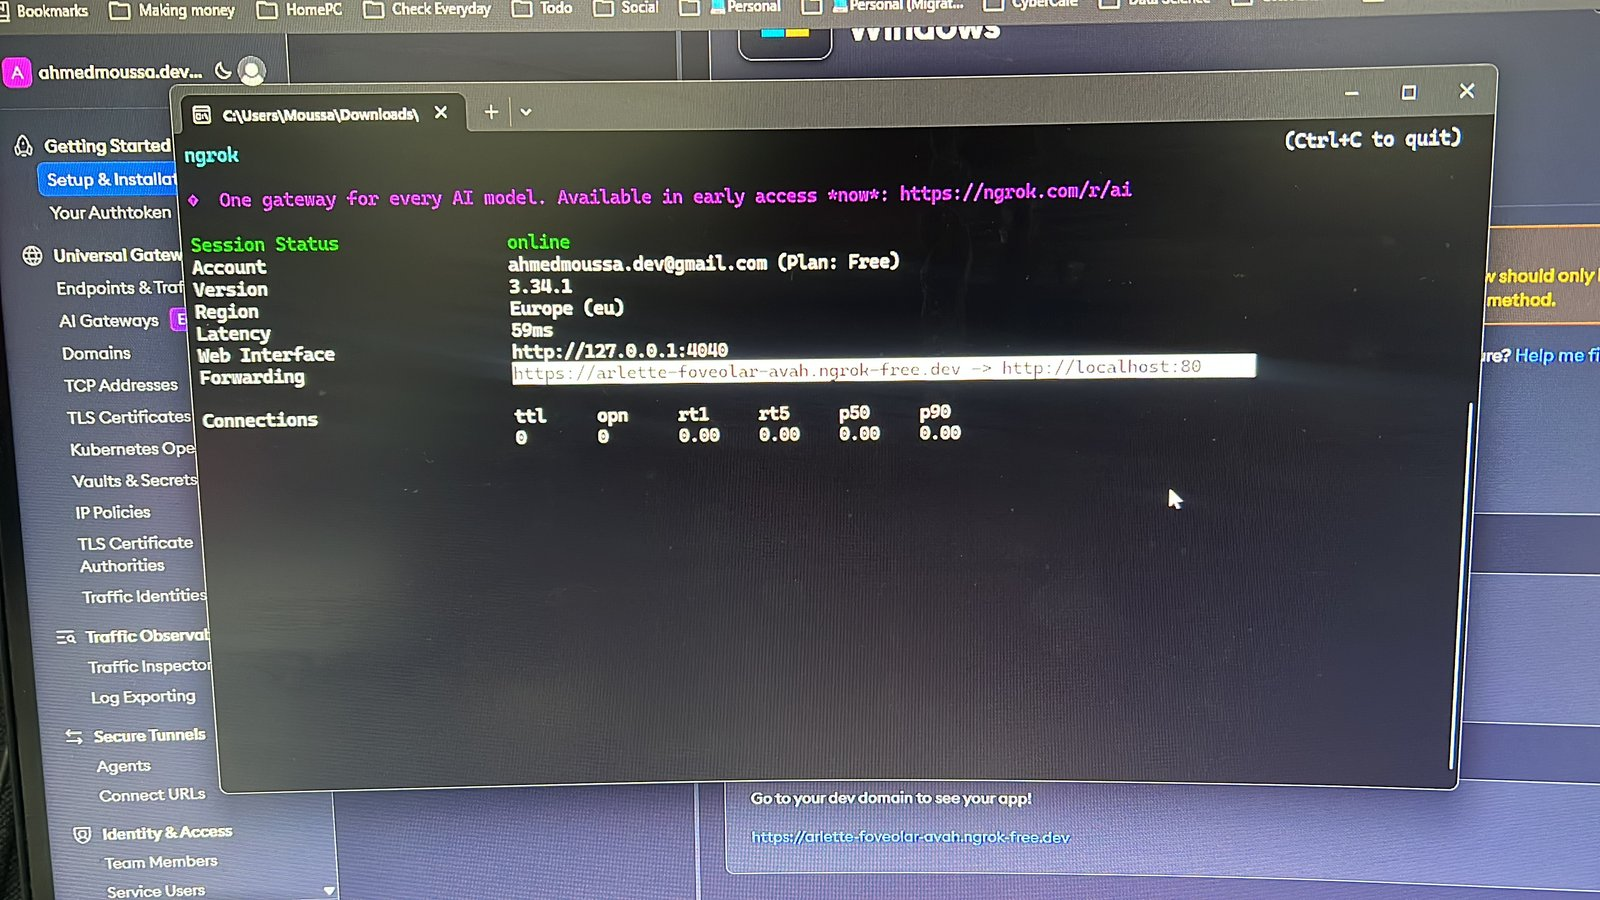 Bookmarks
Making money
HomePC
Check Everyday
Todo
Social
Personal
Personal (Migrat...
CyberCafe
Data Science
A ahmedmoussa.dev...
Windows
C:\Users\Moussa\Downloads\
Getting Started
Setup & Installat
Your Authtoken
Universal Gatew
Endpoints & Traf
AI Gateways E
Domains
TCP Addresses
TLS Certificates
Kubernetes Ope
Vaults & Secrets
IP Policies
TLS Certificate
Authorities
Traffic Identities
Traffic Observab
Traffic Inspector
Log Exporting
Secure Tunnels
Agents
Connect URLs
Identity & Access
Team Members
Service Users
ngrok (Ctrl+C to quit)
One gateway for every AI model. Available in early access *now*: https://ngrok.com/r/ai
Session Status online
Account ahmedmoussa.dev@gmail.com (Plan: Free)
Version 3.34.1
Region Europe (eu)
Latency 59ms
Web Interface http://127.0.0.1:4040
Forwarding https://arlette-foveolar-avah.ngrok-free.dev -> http://localhost:80
Connections ttl opn rt1 rt5 p50 p90
0 0 0.00 0.00 0.00 0.00
should only
method.
Help me fi
Go to your dev domain to see your app!
https://arlette-foveolar-avah.ngrok-free.dev